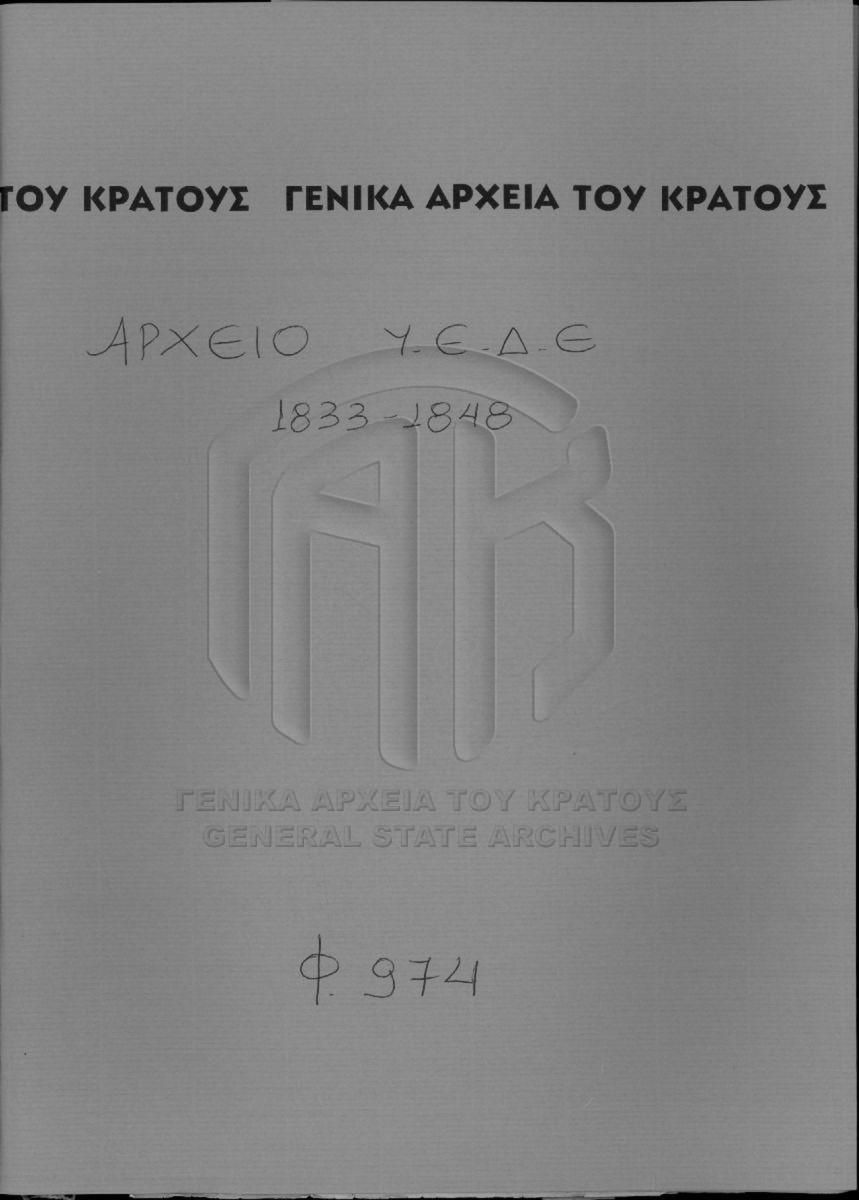 ΤΟΥ ΚΡΑΤΟΥΣ ΓΕΝΙΚΑ ΑΡΧΕΙΑ ΤΟΥ ΚΡΑΤΟΥΣ
ΑΡΧΕΙΟ Υ.Ε.Δ.Ε
1833-1848
ΓΑΚ
ΓΕΝΙΚΑ ΑΡΧΕΙΑ ΤΟΥ ΚΡΑΤΟΥΣ
GENERAL STATE ARCHIVES
Φ. 974